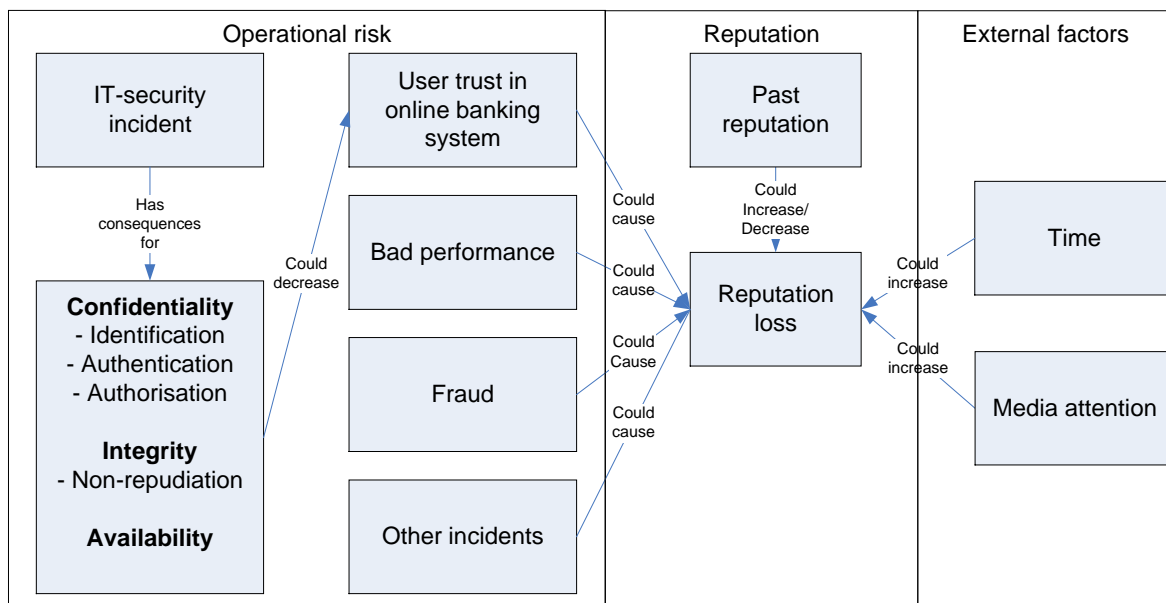 Operational risk
Reputation
External factors
IT-security
incident
User trust in
online banking
system
Past
reputation
Has
consequences
for
Could
cause
Could
Increase/
Decrease
Bad performance
Time
Could
decrease
Could
cause
Could
increase
Confidentiality
- Identification
- Authentication
- Authorisation
Integrity
- Non-repudiation
Availability
Reputation
loss
Fraud
Could
Cause
Could
increase
Media attention
Could
cause
Other incidents